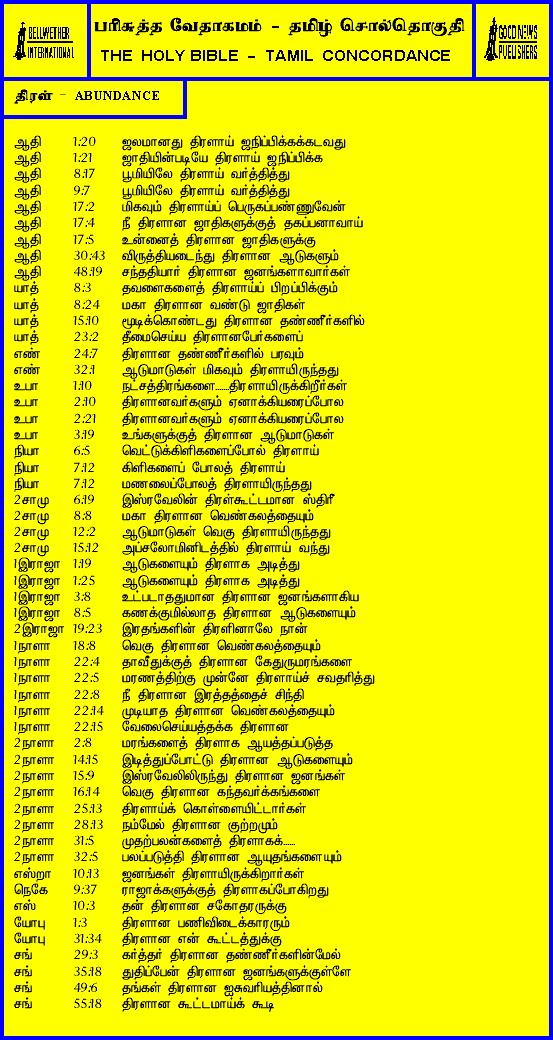 BELLWETHER INTERNATIONAL
பரிசுத்த வேதாகமம் - தமிழ் சொல்தொகுதி
THE HOLY BIBLE - TAMIL CONCORDANCE
GOOD NEWS PUBLISHERS
திரள் - ABUNDANCE
ஆதி 1:20 ஜலமானது திரளாய் ஜநிப்பிக்கக்கடவது
ஆதி 1:21 ஜாதியின்படியே திரளாய் ஜநிப்பிக்க
ஆதி 8:17 பூமியிலே திரளாய் வர்த்தித்து
ஆதி 9:7 பூமியிலே திரளாய் வர்த்தித்து
ஆதி 17:2 மிகவும் திரளாய்ப் பெருகப்பண்ணுவேன்
ஆதி 17:4 நீ திரளான ஜாதிகளுக்குத் தகப்பனாவாய்
ஆதி 17:5 உன்னைத் திரளான ஜாதிகளுக்கு
ஆதி 30:43 விருத்தியடைந்து திரளான ஆடுகளும்
ஆதி 48:19 சந்ததியார் திரளான ஜனங்களாவார்கள்
யாத் 8:3 தவளைகளைத் திரளாய்ப் பிறப்பிக்கும்
யாத் 8:24 மகா திரளான வண்டு ஜாதிகள்
யாத் 15:10 மூடிக்கொண்டது திரளான தண்ணீர்களில்
யாத் 23:2 தீமைசெய்ய திரளானபேர்களைப்
எண் 24:7 திரளான தண்ணீர்களில் பரவும்
எண் 32:1 ஆடுமாடுகள் மிகவும் திரளாயிருந்தது
உபா 1:10 நட்சத்திரங்களை......திரளாயிருக்கிறீர்கள்
உபா 2:10 திரளானவர்களும் ஏனாக்கியரைப்போல
உபா 2:21 திரளானவர்களும் ஏனாக்கியரைப்போல
உபா 3:19 உங்களுக்குத் திரளான ஆடுமாடுகள்
நியா 6:5 வெட்டுக்கிளிகளைப்போல் திரளாய்
நியா 7:12 கிளிகளைப் போலத் திரளாய்
நியா 7:12 மணலைப்போலத் திரளாயிருந்தது
2சாமு 6:19 இஸ்ரவேலின் திரள்கூட்டமான ஸ்திரீ
2சாமு 8:8 மகா திரளான வெண்கலத்தையும்
2சாமு 12:2 ஆடுமாடுகள் வெகு திரளாயிருந்தது
2சாமு 15:12 அப்சலோமினிடத்தில் திரளாய் வந்து
1இராஜா 1:19 ஆடுகளையும் திரளாக அடித்து
1இராஜா 1:25 ஆடுகளையும் திரளாக அடித்து
1இராஜா 3:8 உட்படாததுமான திரளான ஜனங்களாகிய
1இராஜா 8:5 கணக்குமில்லாத திரளான ஆடுகளையும்
2இராஜா 19:23 இரதங்களின் திரளினாலே நான்
1நாளா 18:8 வெகு திரளான வெண்கலத்தையும்
1நாளா 22:4 தாவீதுக்குத் திரளான கேதுருமரங்களை
1நாளா 22:5 மரணத்திற்கு முன்னே திரளாய்ச் சவதரித்து
1நாளா 22:8 நீ திரளான இரத்தத்தைச் சிந்தி
1நாளா 22:14 முடியாத திரளான வெண்கலத்தையும்
1நாளா 22:15 வேலைசெய்யத்தக்க திரளான
2நாளா 2:8 மரங்களைத் திரளாக ஆயத்தப்படுத்த
2நாளா 14:15 இடித்துப்போட்டு திரளான ஆடுகளையும்
2நாளா 15:9 இஸ்ரவேலிலிருந்து திரளான ஜனங்கள்
2நாளா 16:14 வெகு திரளான கந்தவர்க்கங்களை
2நாளா 25:13 திரளாய்க் கொள்ளையிட்டார்கள்
2நாளா 28:13 நம்மேல் திரளான குற்றமும்
2நாளா 31:5 முதற்பலன்களைத் திரளாகக்......
2நாளா 32:5 பலப்படுத்தி திரளான ஆயுதங்களையும்
எஸ்றா 10:13 ஜனங்கள் திரளாயிருக்கிறார்கள்
நெகே 9:37 ராஜாக்களுக்குத் திரளாகப்போகிறது
எஸ் 10:3 தன் திரளான சகோதரருக்கு
யோபு 1:3 திரளான பணிவிடைக்காரரும்
யோபு 31:34 திரளான என் கூட்டத்துக்கு
சங் 29:3 கர்த்தர் திரளான தண்ணீர்களின்மேல்
சங் 35:18 துதிப்பேன் திரளான ஜனங்களுக்குள்ளே
சங் 49:6 தங்கள் திரளான ஐசுவரியத்தினால்
சங் 55:18 திரளான கூட்டமாய்க் கூடி